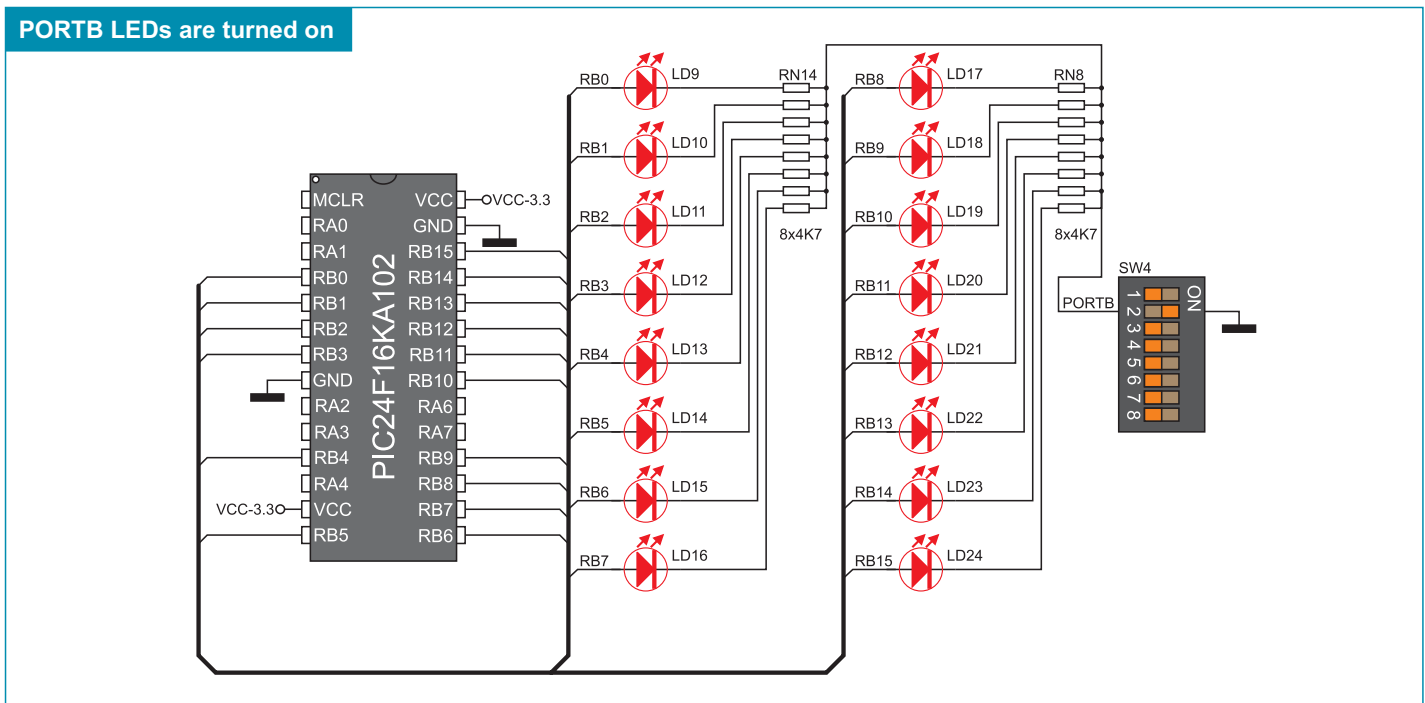 PORTB LEDs are turned on
RB0
LD9
RN14
RB8
LD17
RN8
RB1
LD10
RB9
LD18
RB2
LD11
RB10
LD19
8x4K7
8x4K7
RB3
LD12
RB11
LD20
RB4
LD13
RB12
LD21
RB5
LD14
RB13
LD22
RB6
LD15
RB14
LD23
RB7
LD16
RB15
LD24
MCLR
VCC
VCC-3.3
RA0
GND
RA1
RB15
RB0
RB14
RB1
RB13
RB2
RB12
RB3
RB11
GND
RB10
RA2
RA6
RA3
RA7
RB4
RB9
RA4
RB8
VCC-3.3
VCC
RB7
RB5
RB6
PIC24F16KA102
SW4
PORTB
ON
1
2
3
4
5
6
7
8